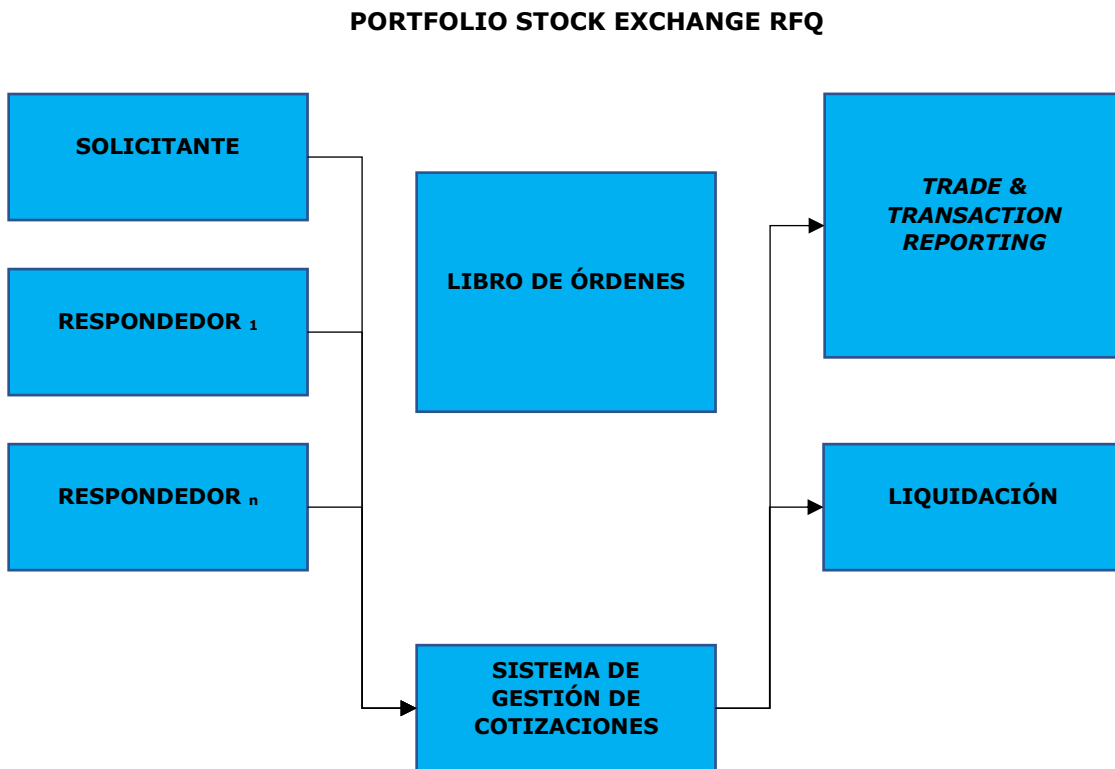 PORTFOLIO STOCK EXCHANGE RFQ
SOLICITANTE
RESPONDEDOR 1
RESPONDEDOR n
LIBRO DE ÓRDENES
SISTEMA DE
GESTIÓN DE
COTIZACIONES
TRADE &
TRANSACTION
REPORTING
LIQUIDACIÓN